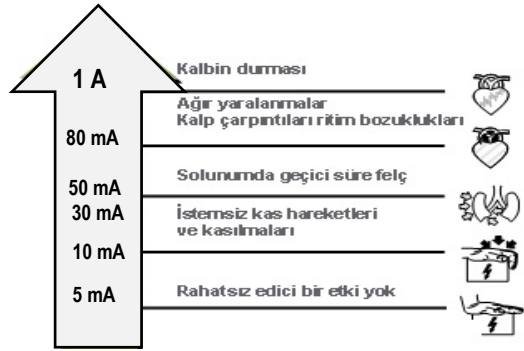 1 A
Kalbin durması
Ağır yaralanmalar
Kalp çarpıntıları ritim bozuklukları
80 mA
Solunumda geçici süre felç
50 mA
30 mA
İstemsiz kas hareketleri
ve kasılmaları
10 mA
5 mA
Rahatsız edici bir etki yok